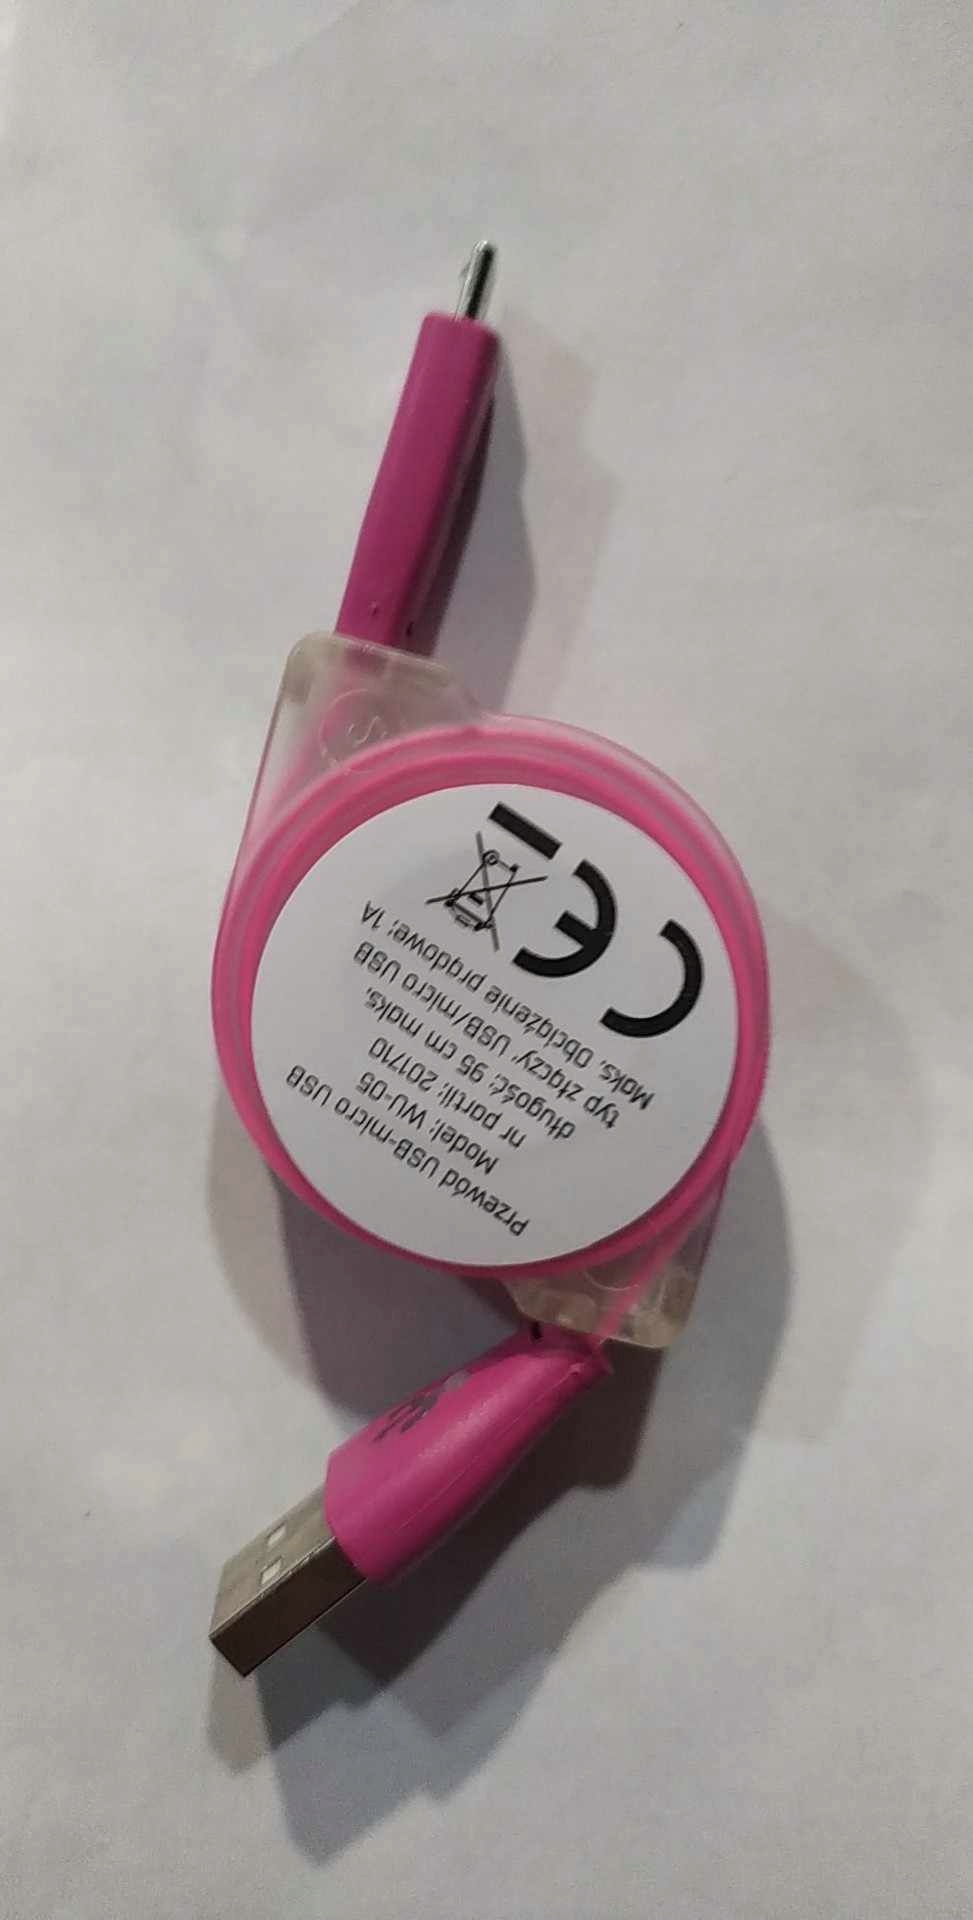 Przewód USB-micro USB
Model: WU-05
nr partii: 201710
długość: 95 cm maks.
typ złączy: USB/micro USB
Maks. Obciążenie prądowe: 1A
CE